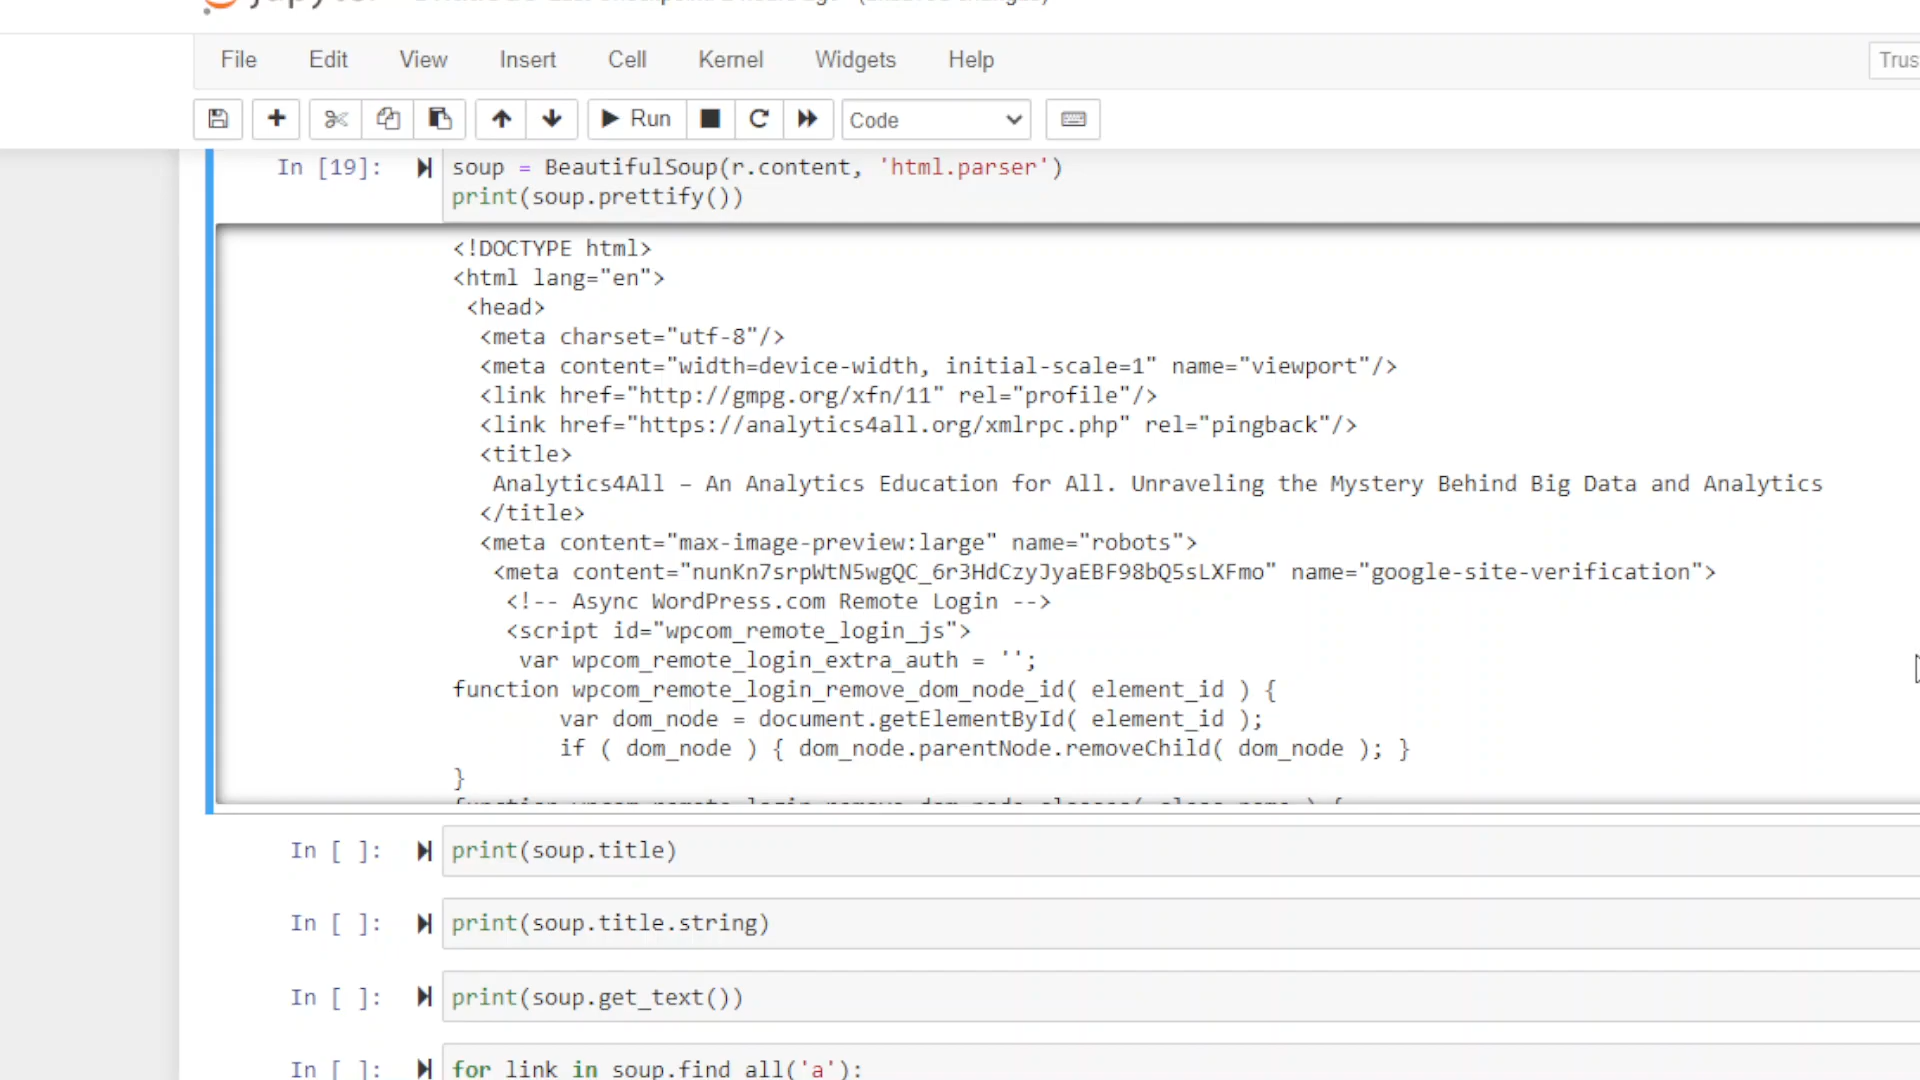 File Edit View Insert Cell Kernel Widgets Help Trus
Run Code
In [19]: soup = BeautifulSoup(r.content, 'html.parser')
print(soup.prettify())
<!DOCTYPE html>
<html lang="en">
<head>
<meta charset="utf-8"/>
<meta content="width=device-width, initial-scale=1" name="viewport"/>
<link href="http://gmpg.org/xfn/11" rel="profile"/>
<link href="https://analytics4all.org/xmlrpc.php" rel="pingback"/>
<title>
Analytics4All – An Analytics Education for All. Unraveling the Mystery Behind Big Data and Analytics
</title>
<meta content="max-image-preview:large" name="robots">
<meta content="nunKn7srpWtN5wgQC_6r3HdCzyJyaEBF98bQ5sLXFmo" name="google-site-verification">
<!-- Async WordPress.com Remote Login -->
<script id="wpcom_remote_login_js">
var wpcom_remote_login_extra_auth = '';
function wpcom_remote_login_remove_dom_node_id( element_id ) {
var dom_node = document.getElementById( element_id );
if ( dom_node ) { dom_node.parentNode.removeChild( dom_node ); }
}
In [ ]: print(soup.title)
In [ ]: print(soup.title.string)
In [ ]: print(soup.get_text())
In [ ]: for link in soup.find_all('a'):